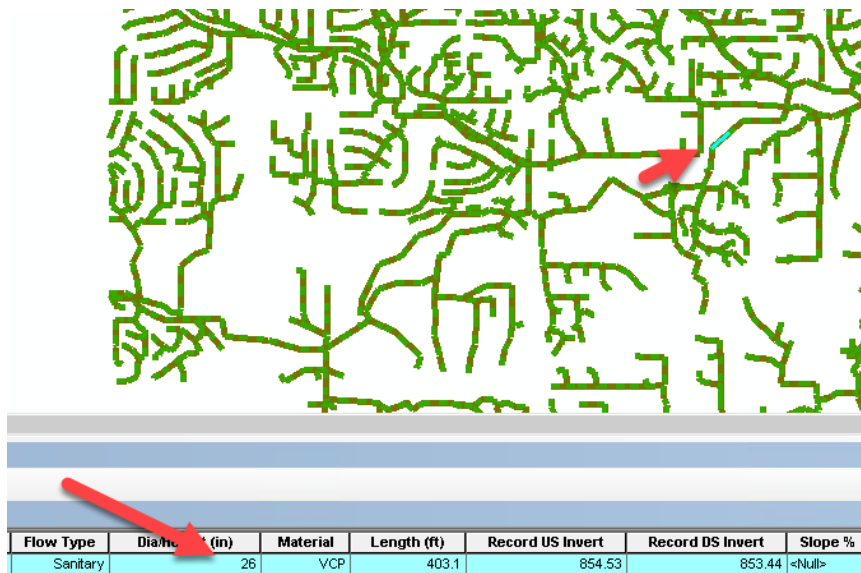 Flow Type Dia/He t (in) Material Length (ft) Record US Invert Record DS Invert Slope %
Sanitary 26 VCP 403.1 854.53 853.44 <Null>